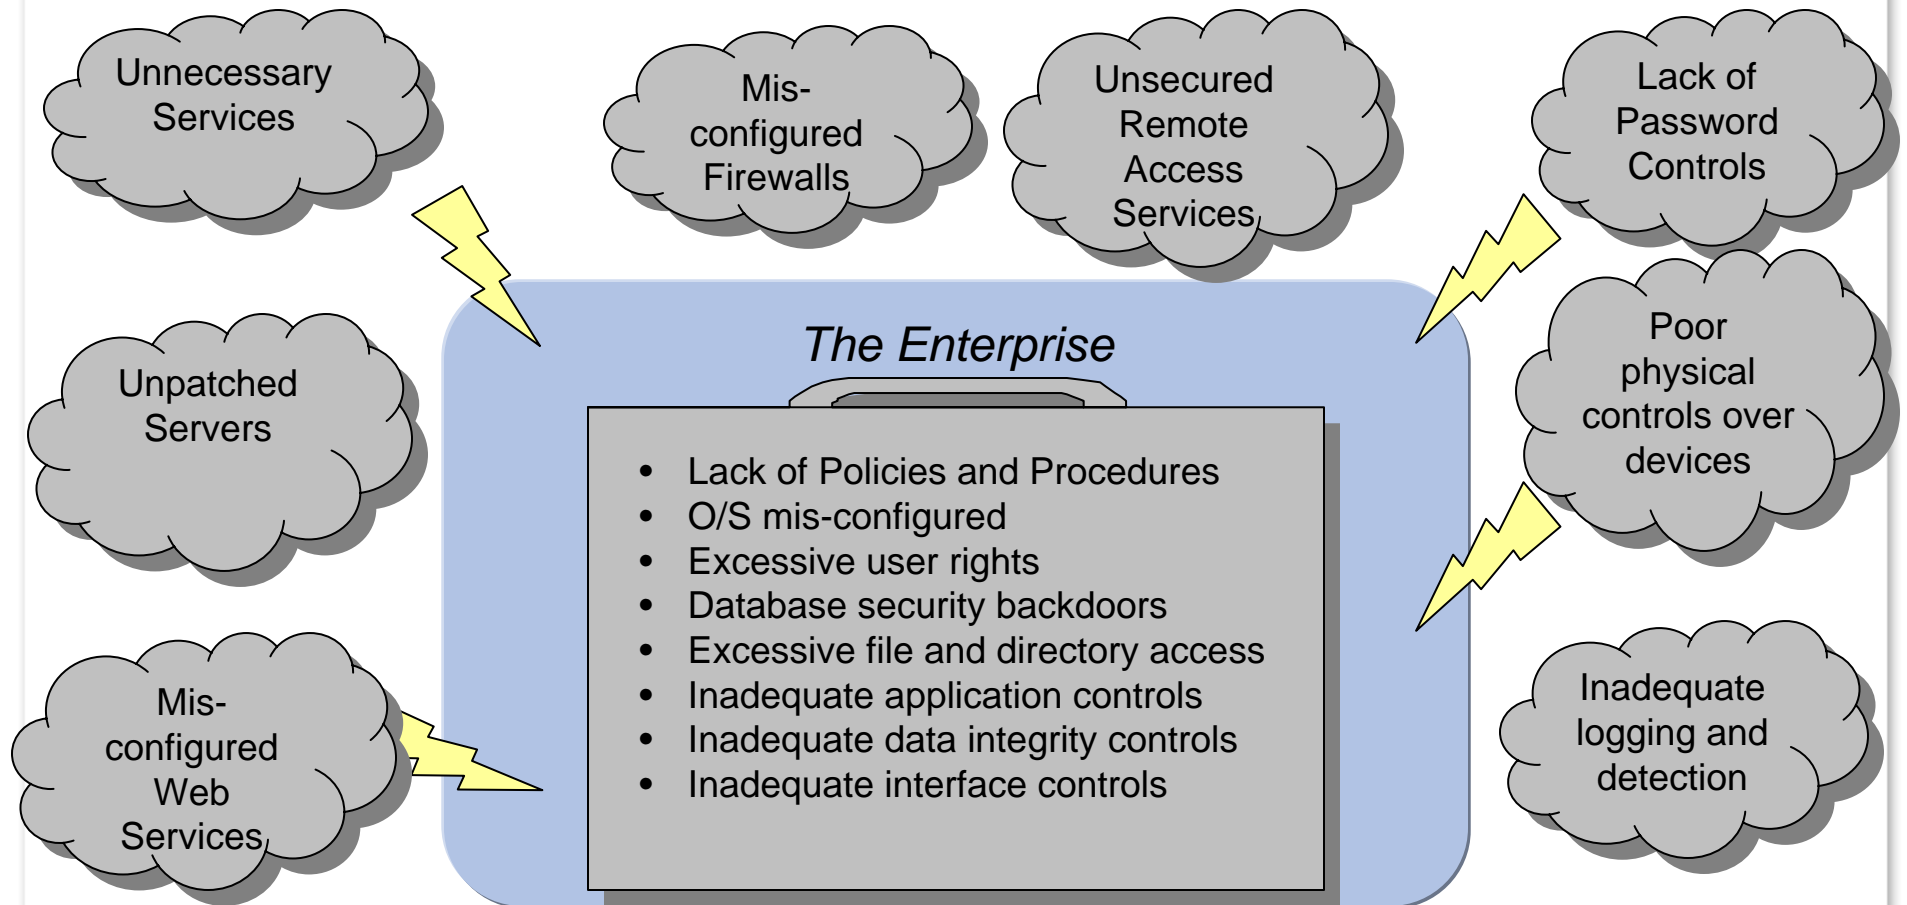 Unnecessary
Services
Mis-
configured
Firewalls
Unsecured
Remote
Access
Services
Lack of
Password
Controls
Unpatched
Servers
The Enterprise
Poor
physical
controls over
devices
• Lack of Policies and Procedures
• O/S mis-configured
• Excessive user rights
• Database security backdoors
• Excessive file and directory access
• Inadequate application controls
• Inadequate data integrity controls
• Inadequate interface controls
Mis-
configured
Web
Services
Inadequate
logging and
detection